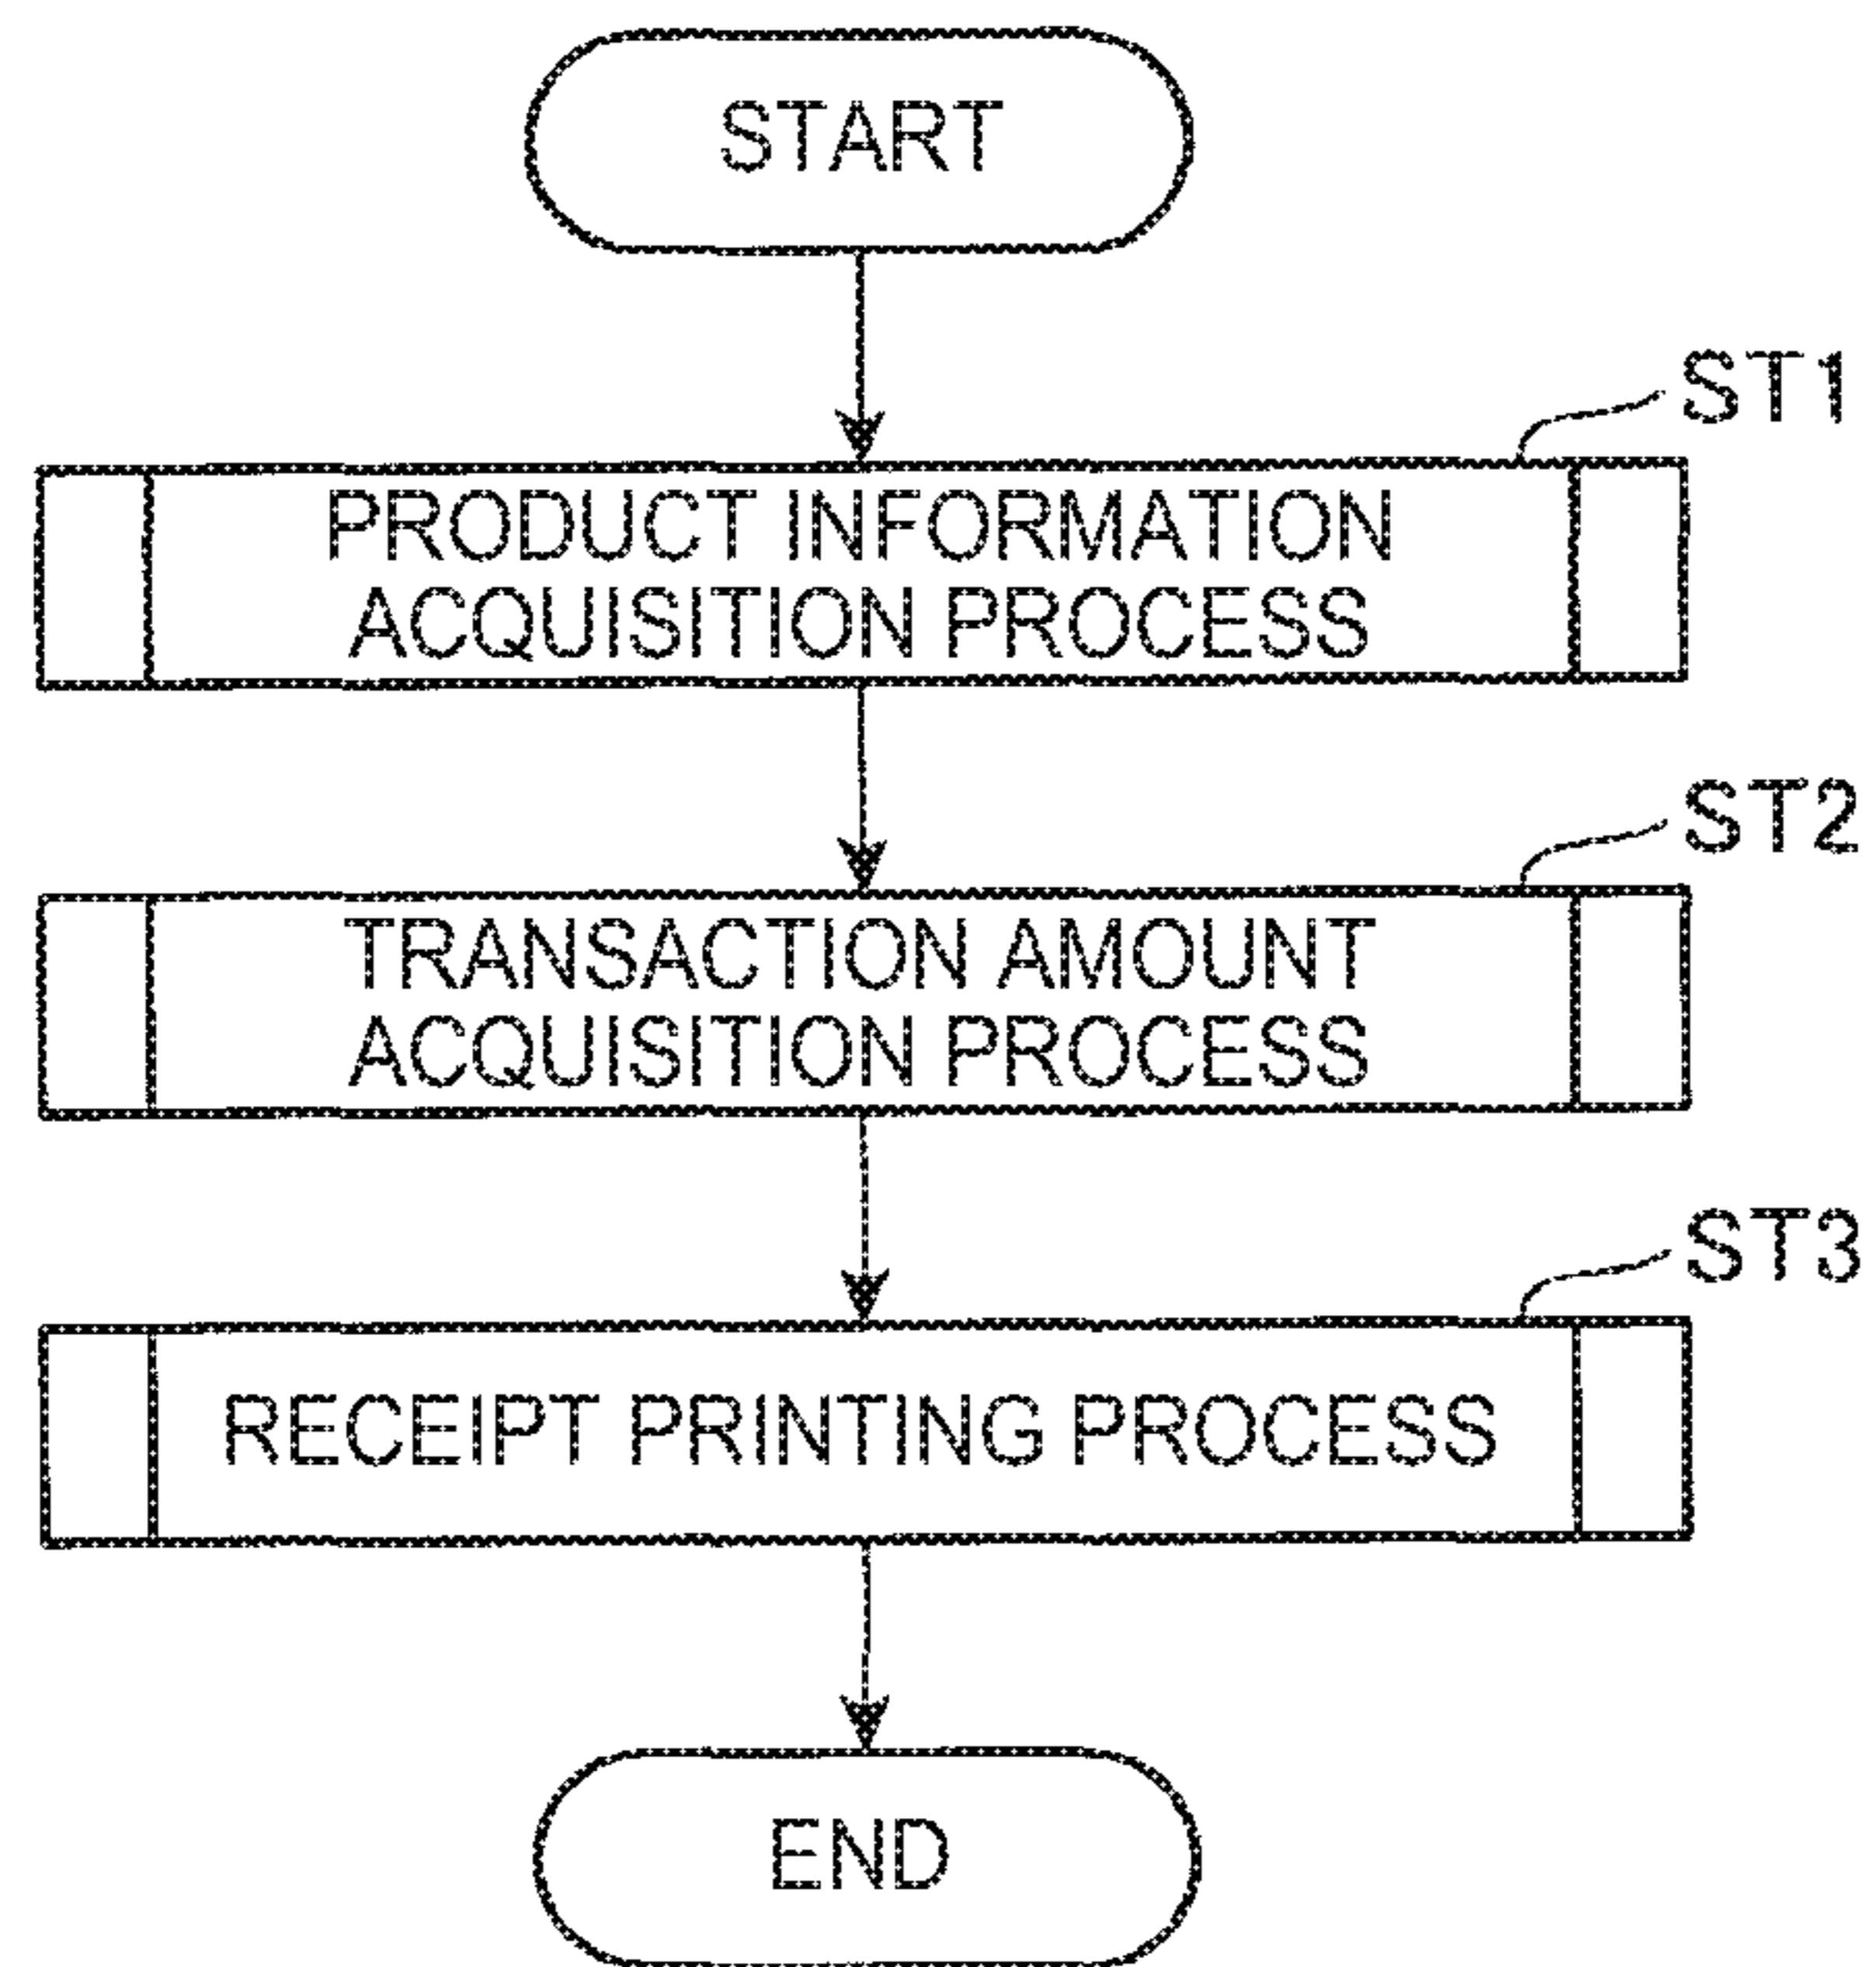 START
ST1
PRODUCT INFORMATION
ACQUISITION PROCESS
ST2
TRANSACTION AMOUNT
ACQUISITION PROCESS
ST3
RECEIPT PRINTING PROCESS
END